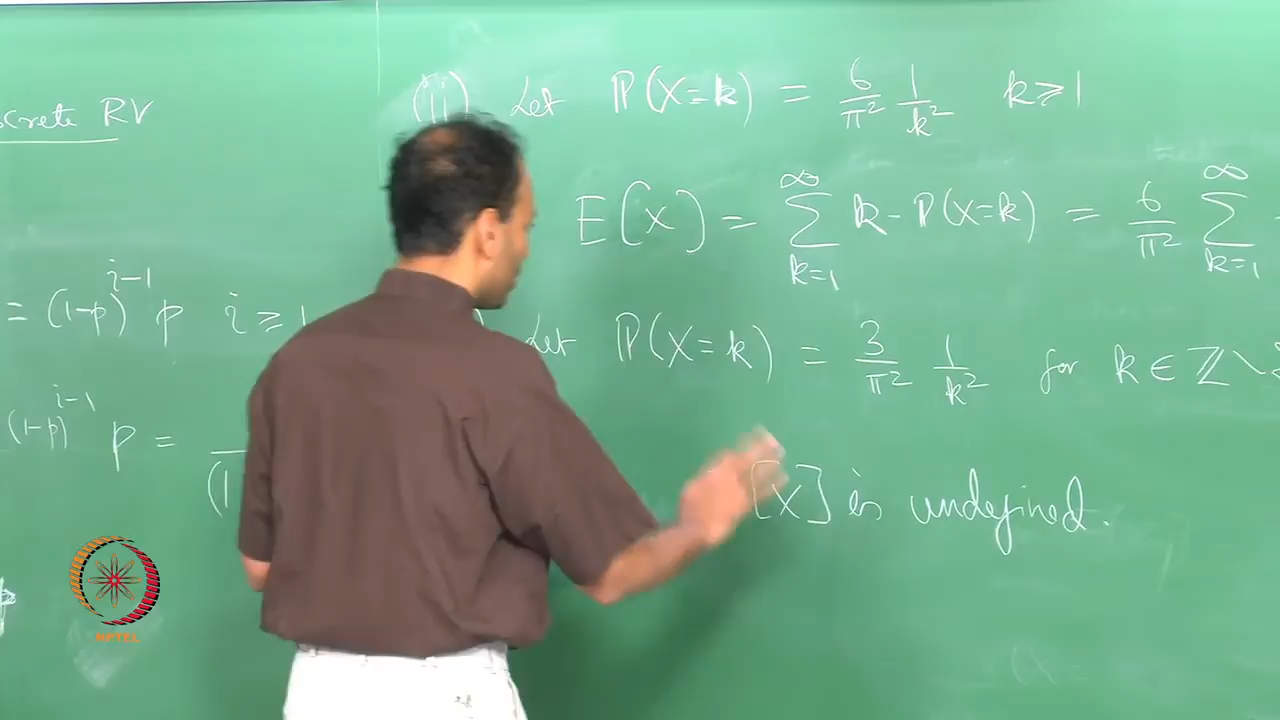 RV
= (1-p)^{i-1} p i ≥ 1
(1-p)^{i-1} p =
(1
(ii) Let P(X=k) = 6/π² 1/k² k ≥ 1
E[X] = ∑_{k=1}^{∞} k · P(X=k) = 6/π² ∑_{k=1}^{∞}
Let P(X=k) = 3/π² 1/k² for k ∈ ℤ \
[X] is undefined.
NPTEL